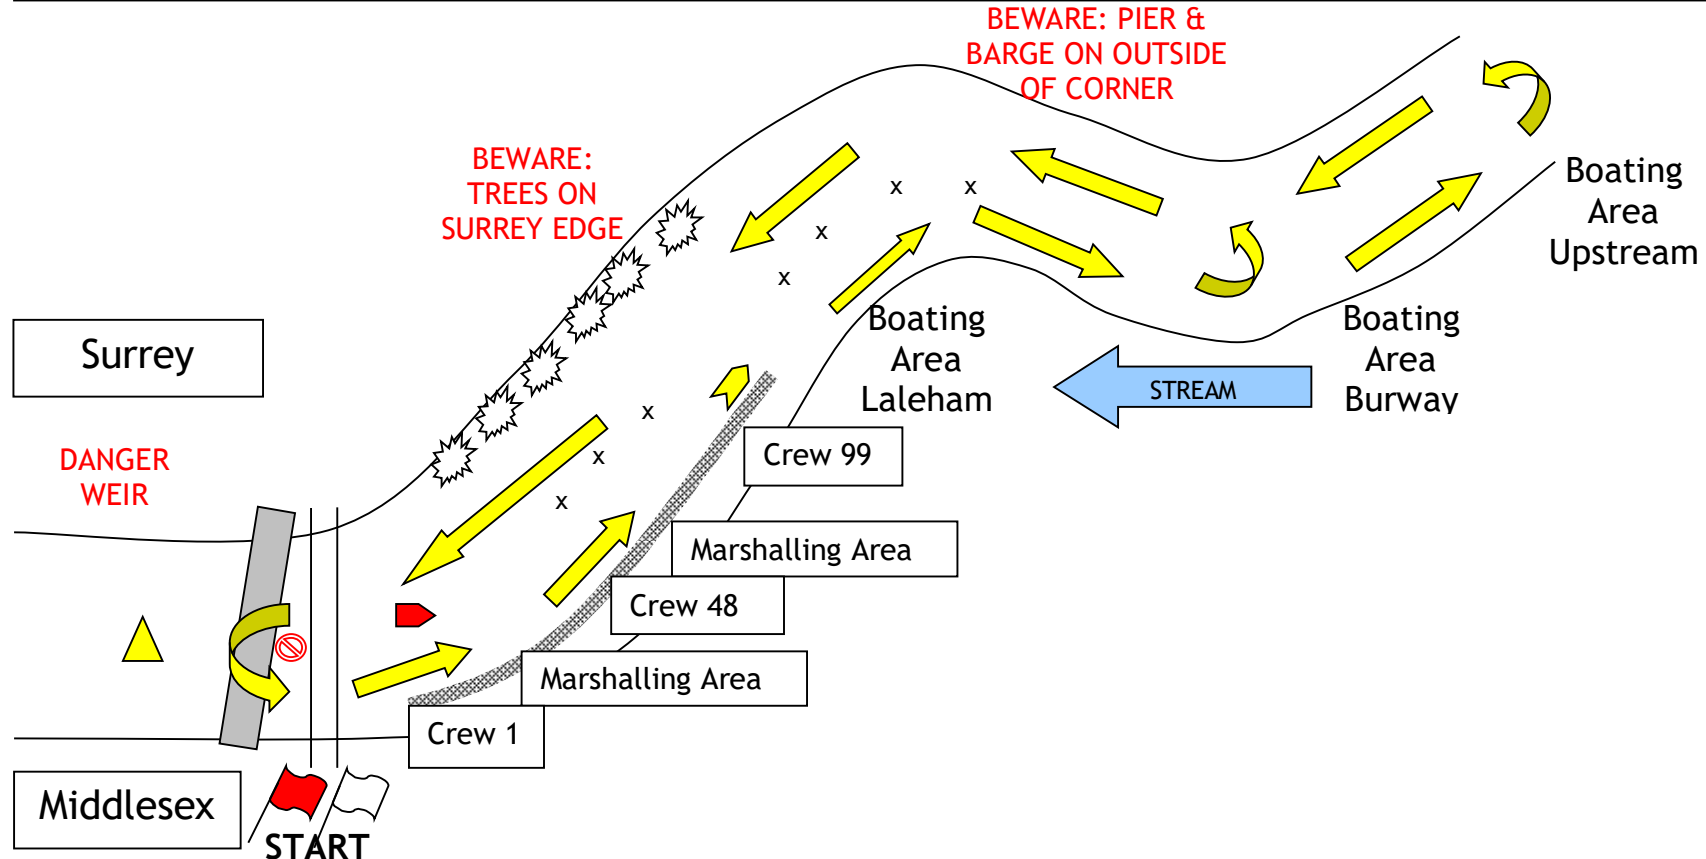 BEWARE: PIER &
BARGE ON OUTSIDE
OF CORNER
BEWARE:
TREES ON
SURREY EDGE
x x
x
x
Boating
Area
Upstream
Surrey
Boating
Area
Laleham
Boating
Area
Burway
STREAM
x
x
x
DANGER
WEIR
Crew 99
Marshalling Area
Crew 48
Marshalling Area
Crew 1
Middlesex
START